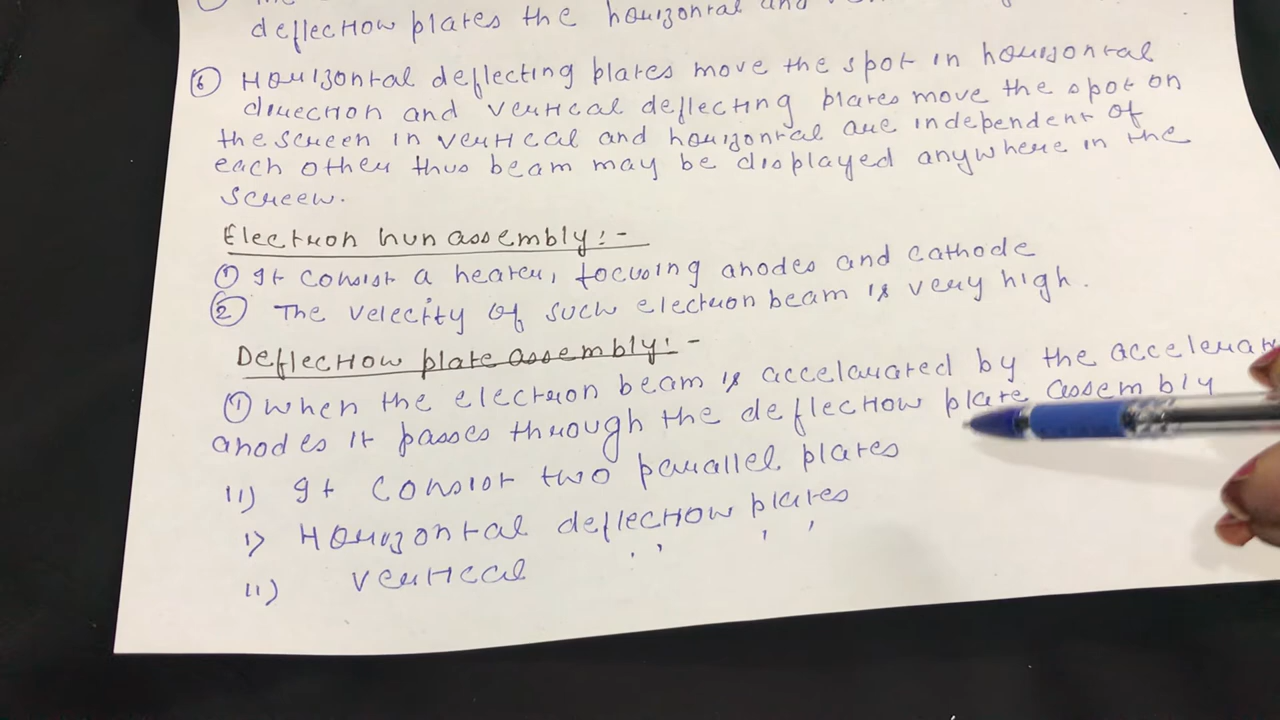 deflection plates the horizontal and
⑥ Horizontal deflecting plates move the spot in horizontal
direction and vertical deflecting plates move the spot on
the screen in vertical and horizontal are independent of
each other thus beam may be displayed anywhere in the
screen.
Electron hun assembly:-
① It consist a heater, focusing anodes and cathode
② The velecity of such electron beam is very high.
Deflection plate assembly:-
① when the electron beam is accelarated by the accelerat
anodes it passes through the deflection plate assembly
ii) It consist two parallel plates
i) Horizontal deflection plates
ii) vertical " "